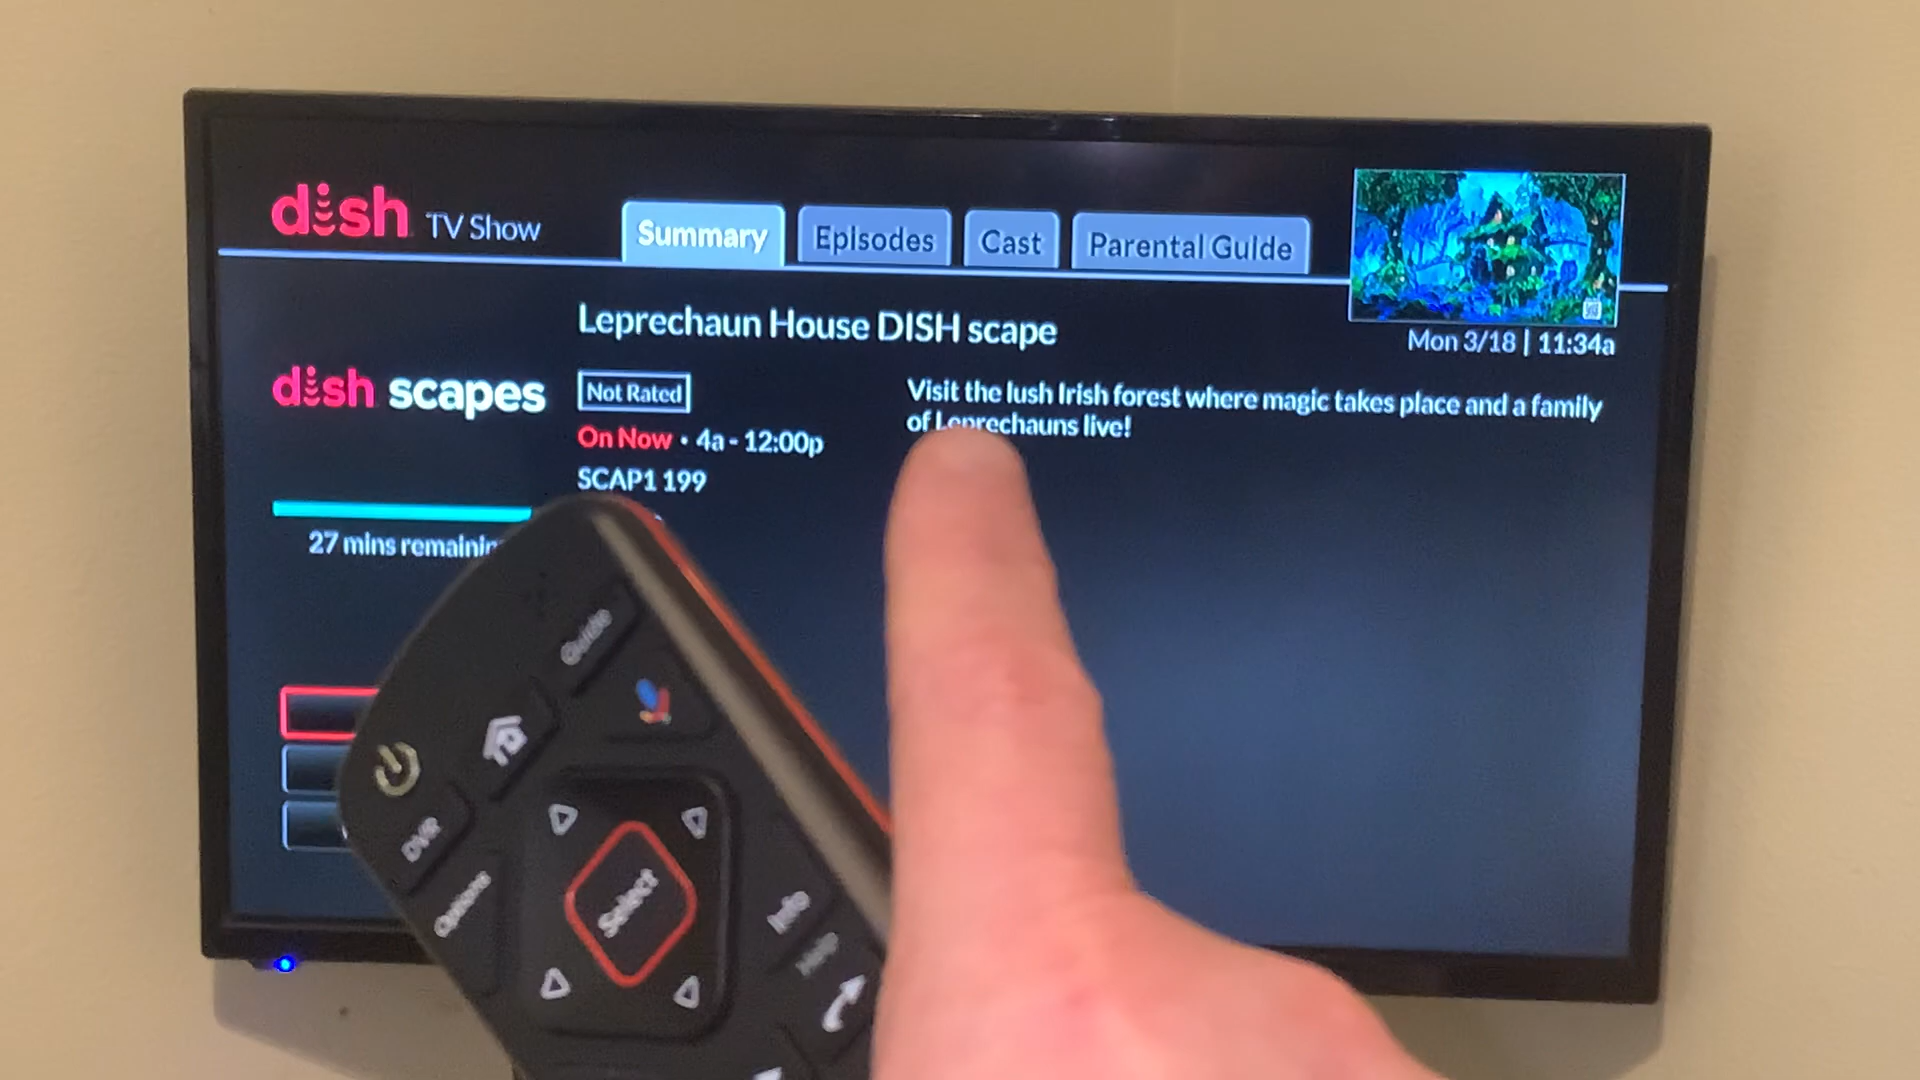 dish TV Show
Summary
Episodes
Cast
Parental Guide
Leprechaun House DISH scape
Mon 3/18 | 11:34a
dish scapes
Not Rated
On Now • 4a - 12:00p
SCAP1 199
Visit the lush Irish forest where magic takes place and a family
of Leprechauns live!
27 mins remainin
Guide
DVR
Options
Select
Info